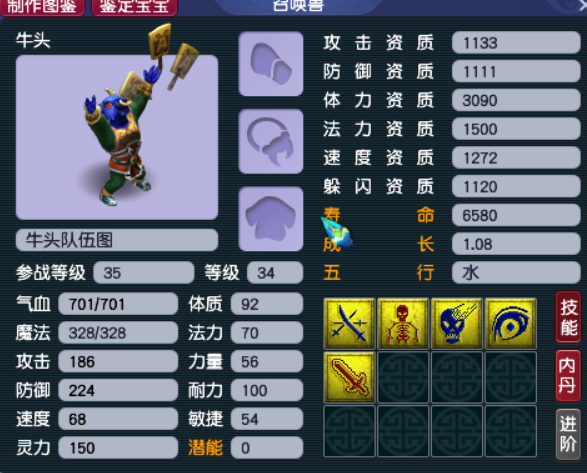 制作图鉴 鉴定宝宝 召唤兽
牛头
牛头队伍图
参战等级 35 等级 34
气血 701/701 体质 92
魔法 328/328 法力 70
攻击 186 力量 56
防御 224 耐力 100
速度 68 敏捷 54
灵力 150 潜能 0
攻击资质 1133
防御资质 1111
体力资质 3090
法力资质 1500
速度资质 1272
躲闪资质 1120
寿命 6580
成长 1.08
五行 水
技能
内丹
进阶